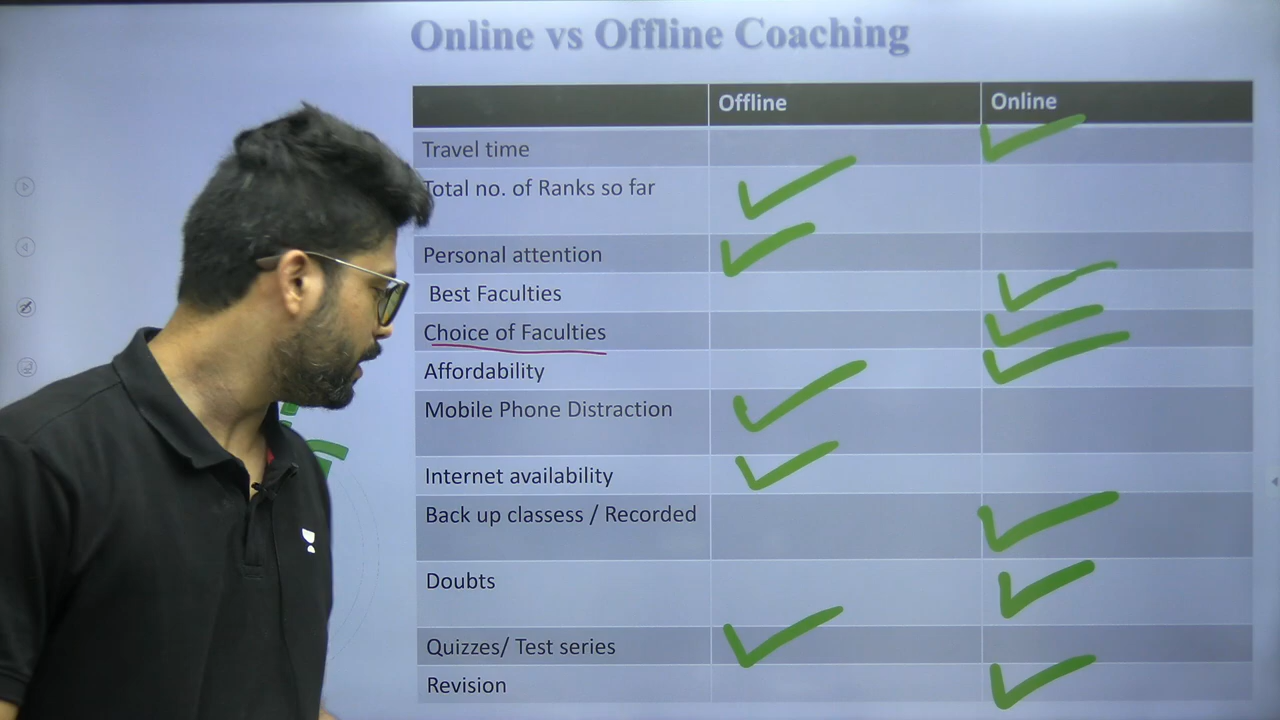 Online vs Offline Coaching
Offline Online
Travel time
Total no. of Ranks so far
Personal attention
Best Faculties
Choice of Faculties
Affordability
Mobile Phone Distraction
Internet availability
Back up classess / Recorded
Doubts
Quizzes/ Test series
Revision